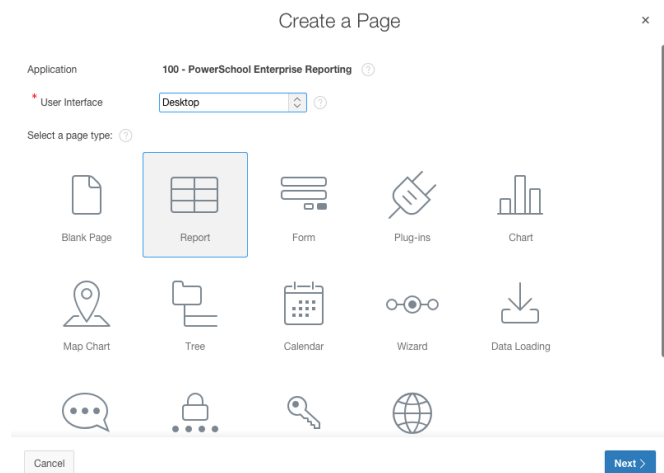 Create a Page
×
Application 100 - PowerSchool Enterprise Reporting ?
* User Interface Desktop ?
Select a page type: ?
Blank Page Report Form Plug-ins Chart
Map Chart Tree Calendar Wizard Data Loading
Cancel Next >